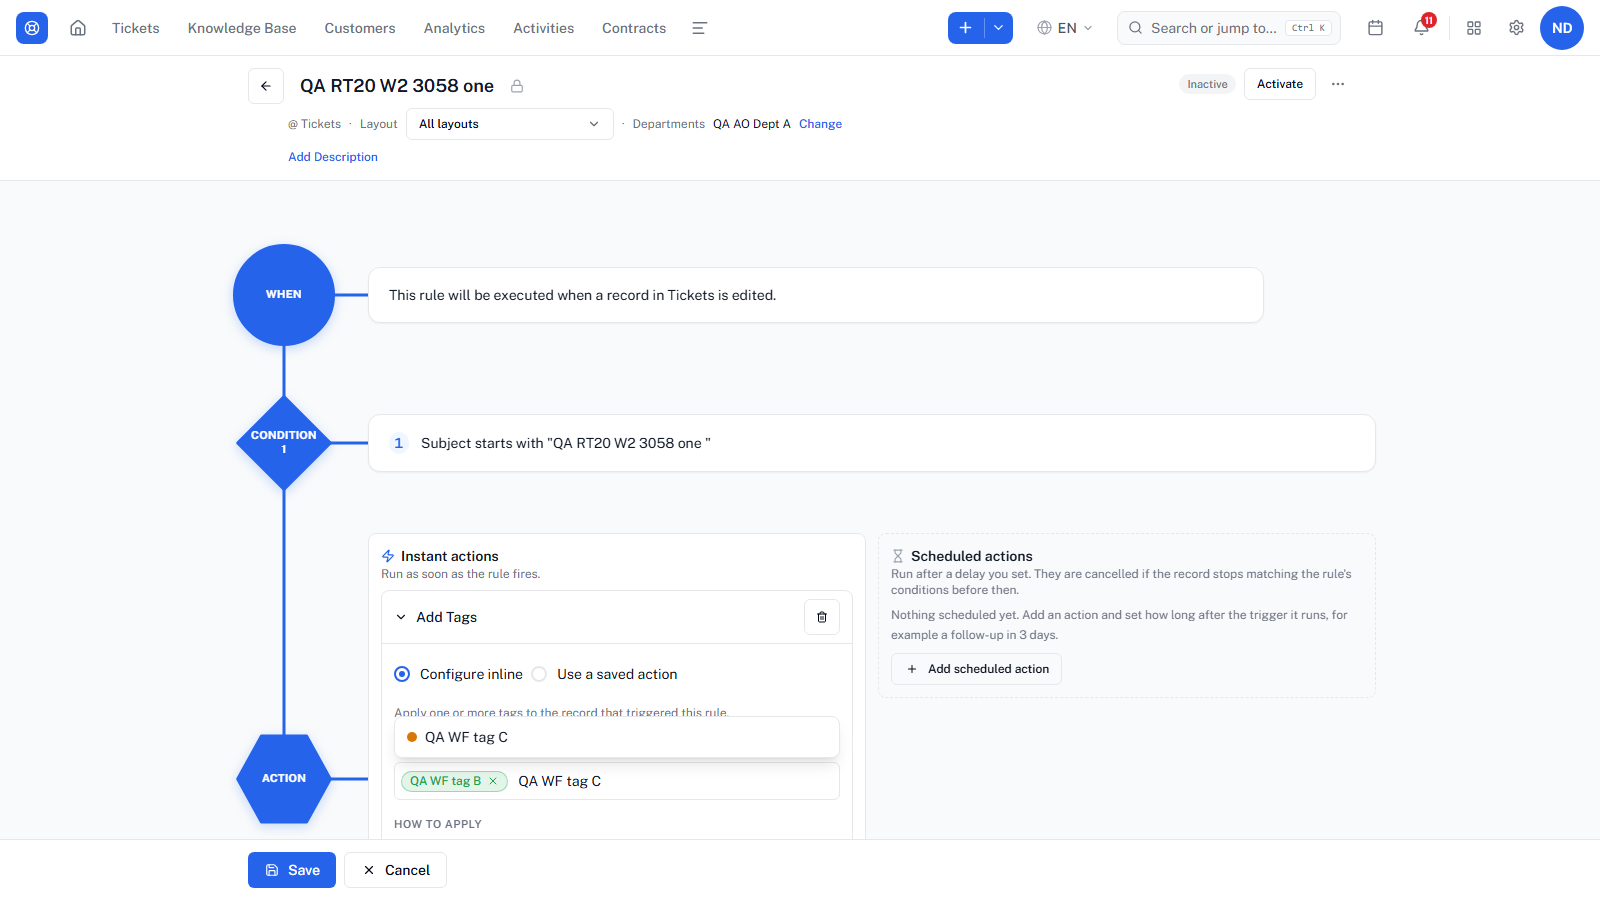 Tickets
Knowledge Base
Customers
Analytics
Activities
Contracts
EN
Search or jump to...
Ctrl K
11
ND
QA RT20 W2 3058 one
Inactive
Activate
@ Tickets · Layout
All layouts
· Departments QA AO Dept A Change
Add Description
WHEN
This rule will be executed when a record in Tickets is edited.
CONDITION
1
1 Subject starts with "QA RT20 W2 3058 one "
Instant actions
Run as soon as the rule fires.
Add Tags
Configure inline
Use a saved action
Apply one or more tags to the record that triggered this rule.
QA WF tag C
QA WF tag B
QA WF tag C
HOW TO APPLY
Scheduled actions
Run after a delay you set. They are cancelled if the record stops matching the rule's
conditions before then.
Nothing scheduled yet. Add an action and set how long after the trigger it runs, for
example a follow-up in 3 days.
Add scheduled action
ACTION
Save
Cancel